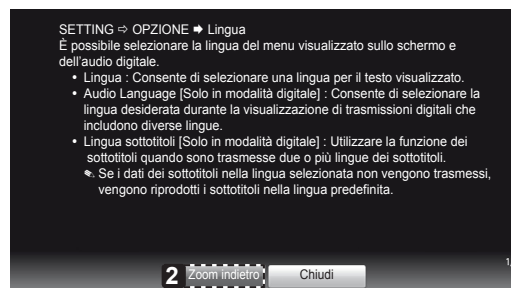 SETTING ⇨ OPZIONE ➡ Lingua
È possibile selezionare la lingua del menu visualizzato sullo schermo e
dell'audio digitale.
• Lingua : Consente di selezionare una lingua per il testo visualizzato.
• Audio Language [Solo in modalità digitale] : Consente di selezionare la
lingua desiderata durante la visualizzazione di trasmissioni digitali che
includono diverse lingue.
• Lingua sottotitoli [Solo in modalità digitale] : Utilizzare la funzione dei
sottotitoli quando sono trasmesse due o più lingue dei sottotitoli.
✎ Se i dati dei sottotitoli nella lingua selezionata non vengono trasmessi,
vengono riprodotti i sottotitoli nella lingua predefinita.
2 Zoom indietro Chiudi